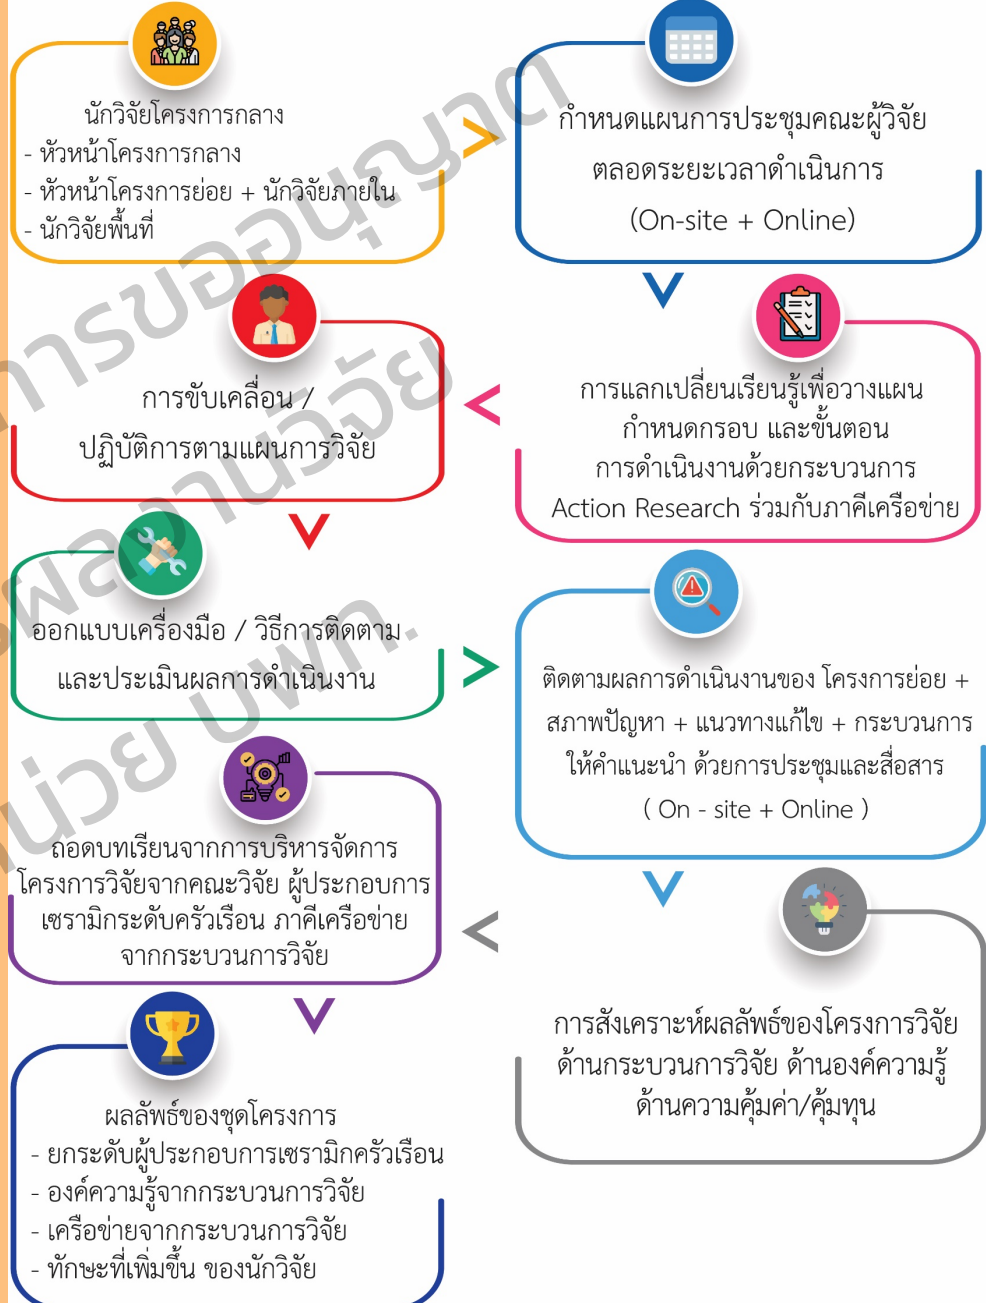 นักวิจัยโครงการกลาง
- หัวหน้าโครงการกลาง
- หัวหน้าโครงการย่อย + นักวิจัยภายใน
- นักวิจัยพื้นที่
กำหนดแผนการประชุมคณะผู้วิจัย
ตลอดระยะเวลาดำเนินการ
(On-site + Online)
การแลกเปลี่ยนเรียนรู้เพื่อวางแผน
กำหนดกรอบ และขั้นตอน
การดำเนินงานด้วยกระบวนการ
Action Research ร่วมกับภาคีเครือข่าย
การขับเคลื่อน /
ปฏิบัติการตามแผนการวิจัย
ออกแบบเครื่องมือ / วิธีการติดตาม
และประเมินผลการดำเนินงาน
ติดตามผลการดำเนินงานของ โครงการย่อย +
สภาพปัญหา + แนวทางแก้ไข + กระบวนการ
ให้คำแนะนำ ด้วยการประชุมและสื่อสาร
( On - site + Online )
การสังเคราะห์ผลลัพธ์ของโครงการวิจัย
ด้านกระบวนการวิจัย ด้านองค์ความรู้
ด้านความคุ้มค่า/คุ้มทุน
ถอดบทเรียนจากการบริหารจัดการ
โครงการวิจัยจากคณะวิจัย ผู้ประกอบการ
เซรามิกระดับครัวเรือน ภาคีเครือข่าย
จากกระบวนการวิจัย
ผลลัพธ์ของชุดโครงการ
- ยกระดับผู้ประกอบการเซรามิกครัวเรือน
- องค์ความรู้จากกระบวนการวิจัย
- เครือข่ายจากกระบวนการวิจัย
- ทักษะที่เพิ่มขึ้น ของนักวิจัย
การขออนุญาต
ผลงานวิจัย
หน่วย บพท.